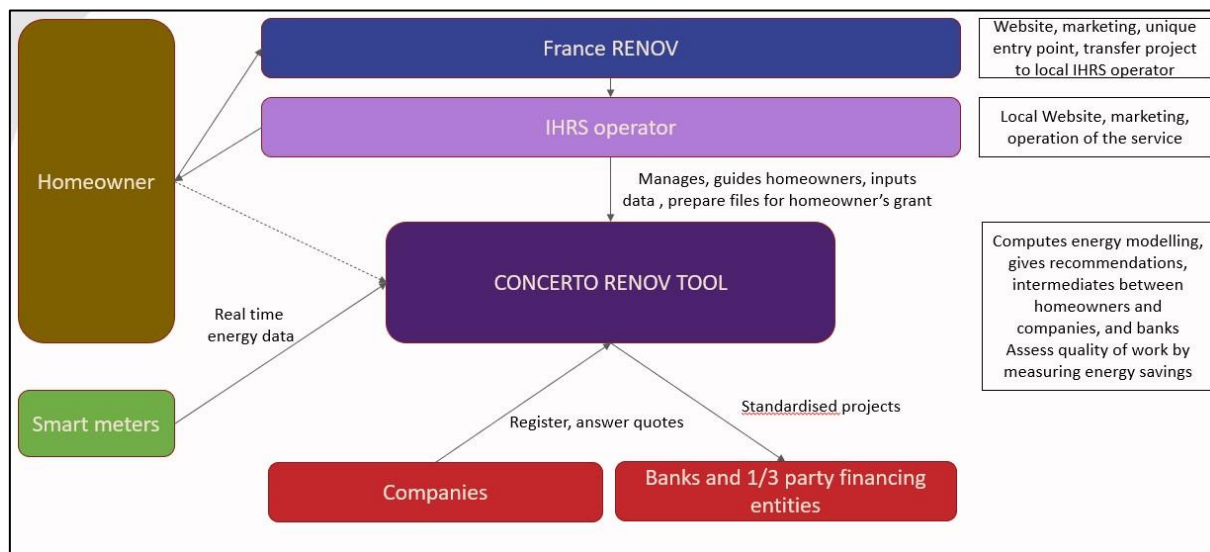 France RENOV
Website, marketing, unique
entry point, transfer project
to local IHRS operator
IHRS operator
Local Website, marketing,
operation of the service
Homeowner
Manages, guides homeowners, inputs
data , prepare files for homeowner’s grant
CONCERTO RENOV TOOL
Computes energy modelling,
gives recommendations,
intermediates between
homeowners and
companies, and banks
Assess quality of work by
measuring energy savings
Real time
energy data
Smart meters
Register, answer quotes
Standardised projects
Companies
Banks and 1/3 party financing
entities